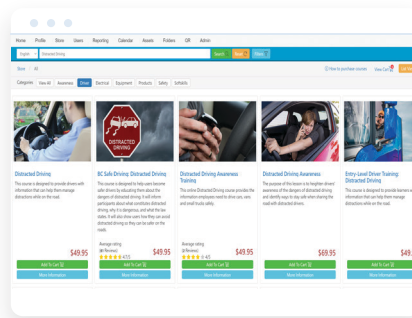 Home Profile Store Users Reporting Calendar Assets Folders QR Admin
English Distracted Driving Search Reset Filters
Store All How to purchase courses View Cart
Categories View All Awareness Driver Electrical Equipment Products Safety Softskills
DISTRACTED
DRIVING
Distracted Driving
This course is designed to provide drivers with
information that can help them manage
distractions while on the road.
$49.95
Add To Cart
More Information
BC Safe-Driving: Distracted Driving
This course is designed to help users become
safer drivers by educating them about the
dangers of distracted driving. It will inform
participants about what constitutes distracted
driving, why it is dangerous, and what the law
states. It will also show users how they can avoid
distracted driving so they can be safer on the
roads.
Average rating
$49.95
Add To Cart
More Information
Distracted Driving Awareness
Training
This online Distracted Driving course provides the
information employees need to drive cars, vans
and small trucks safely.
Average rating
$49.95
Add To Cart
More Information
Distracted Driving Awareness
The purpose of this lesson is to heighten drivers'
awareness of the dangers of distracted driving
and identify ways to stay safe when sharing the
road with distracted drivers.
$69.95
Add To Cart
More Information
Entry-Level Driver Training:
Distracted Driving
This course is designed to provide learners w
information that can help them manage
distractions while on the road.
$49.
Add To Cart
More Information